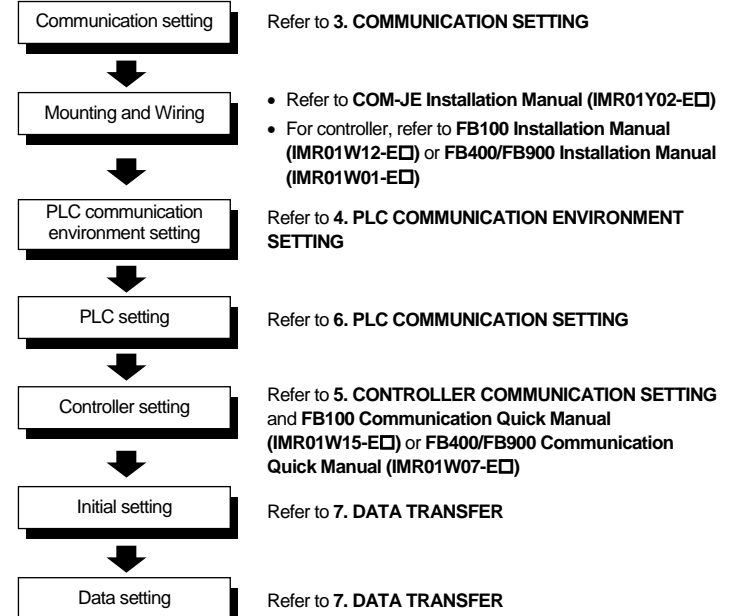 Communication setting
Refer to 3. COMMUNICATION SETTING
Mounting and Wiring
• Refer to COM-JE Installation Manual (IMR01Y02-E□)
• For controller, refer to FB100 Installation Manual
(IMR01W12-E□) or FB400/FB900 Installation Manual
(IMR01W01-E□)
PLC communication
environment setting
Refer to 4. PLC COMMUNICATION ENVIRONMENT
SETTING
PLC setting
Refer to 6. PLC COMMUNICATION SETTING
Controller setting
Refer to 5. CONTROLLER COMMUNICATION SETTING
and FB100 Communication Quick Manual
(IMR01W15-E□) or FB400/FB900 Communication
Quick Manual (IMR01W07-E□)
Initial setting
Refer to 7. DATA TRANSFER
Data setting
Refer to 7. DATA TRANSFER